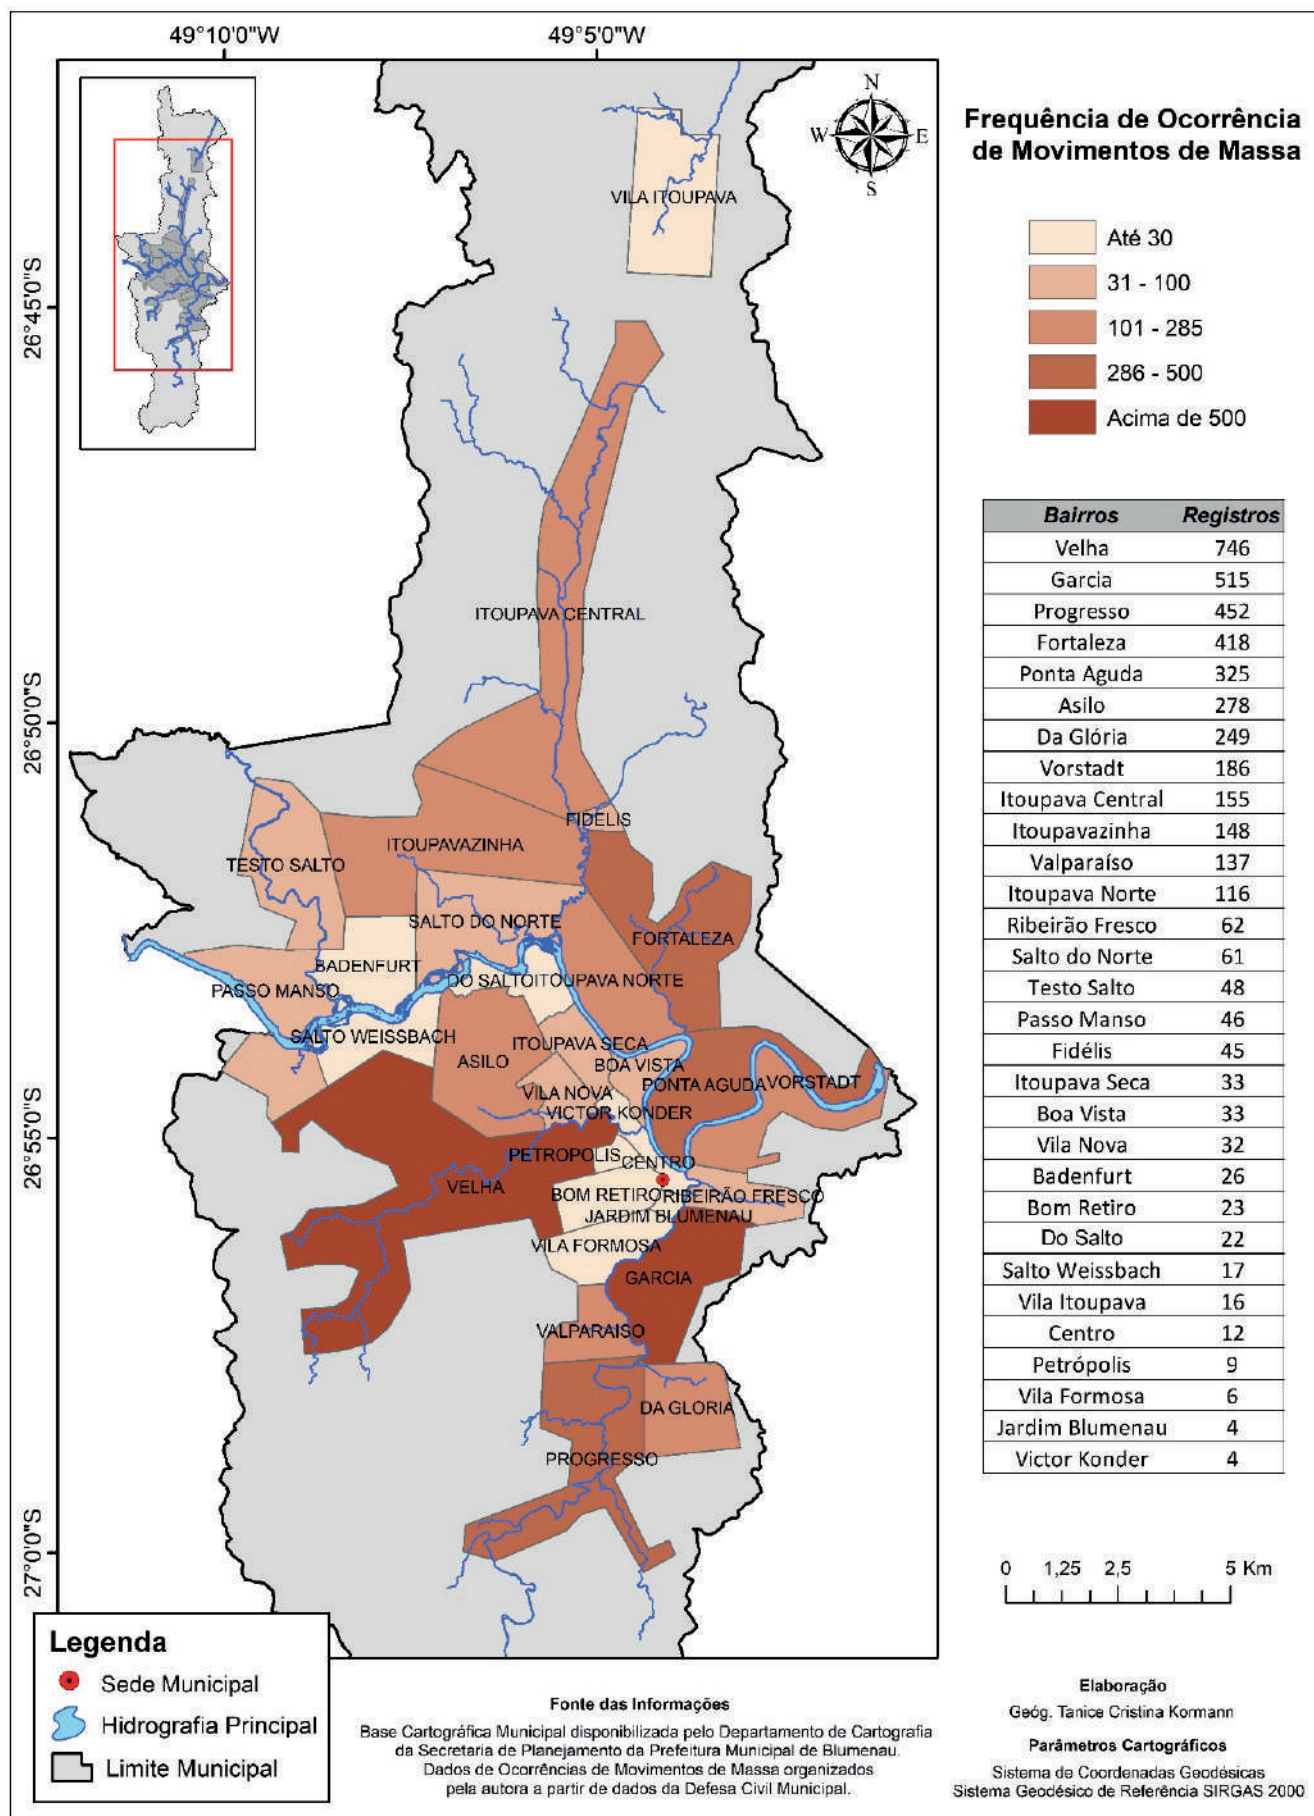 49°10'0"W 49°5'0"W
26°45'0"S
26°50'0"S
26°55'0"S
27°0'0"S
N
W E
S
VILA ITOUPAVA
ITOUPAVA CENTRAL
FIDELIS
ITOUPAVAZINHA
TESTO SALTO
SALTO DO NORTE
FORTALEZA
BADENFURT
DO SALTO ITOUPAVA NORTE
PASSO MANSO
SALTO WEISSBACH
ITOUPAVA SECA
ASILO
BOA VISTA
PONTA AGUDA VORSTADT
VILA NOVA
VICTOR KONDER
PETROPOLIS
CENTRO
VELHA
BOM RETIRO RIBEIRÃO FRESCO
JARDIM BLUMENAU
VILA FORMOSA
GARCIA
VALPARAISO
DA GLORIA
PROGRESSO
Frequência de Ocorrência
de Movimentos de Massa
Até 30
31 - 100
101 - 285
286 - 500
Acima de 500
Bairros Registros
Velha 746
Garcia 515
Progresso 452
Fortaleza 418
Ponta Aguda 325
Asilo 278
Da Glória 249
Vorstadt 186
Itoupava Central 155
Itoupavazinha 148
Valparaíso 137
Itoupava Norte 116
Ribeirão Fresco 62
Salto do Norte 61
Testo Salto 48
Passo Manso 46
Fidélis 45
Itoupava Seca 33
Boa Vista 33
Vila Nova 32
Badenfurt 26
Bom Retiro 23
Do Salto 22
Salto Weissbach 17
Vila Itoupava 16
Centro 12
Petrópolis 9
Vila Formosa 6
Jardim Blumenau 4
Victor Konder 4
0 1,25 2,5 5 Km
Legenda
Sede Municipal
Hidrografia Principal
Limite Municipal
Fonte das Informações
Base Cartográfica Municipal disponibilizada pelo Departamento de Cartografia
da Secretaria de Planejamento da Prefeitura Municipal de Blumenau.
Dados de Ocorrências de Movimentos de Massa organizados
pela autora a partir de dados da Defesa Civil Municipal.
Elaboração
Geóg. Tanice Cristina Kormann
Parâmetros Cartográficos
Sistema de Coordenadas Geodésicas
Sistema Geodésico de Referência SIRGAS 2000